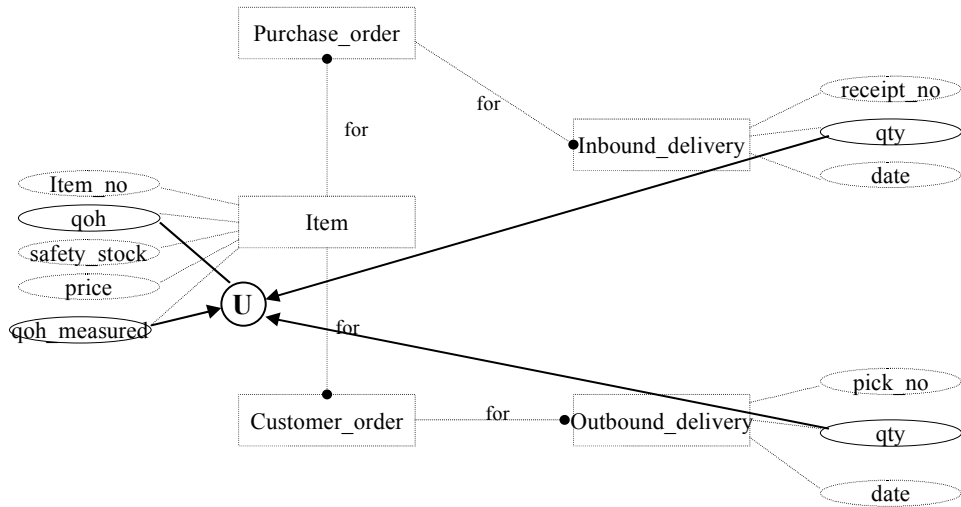 Purchase_order
for
receipt_no
for
qty
Inbound_delivery
date
Item_no
qoh
Item
safety_stock
price
U
qoh_measured
for
pick_no
Customer_order
for
Outbound_delivery
qty
date